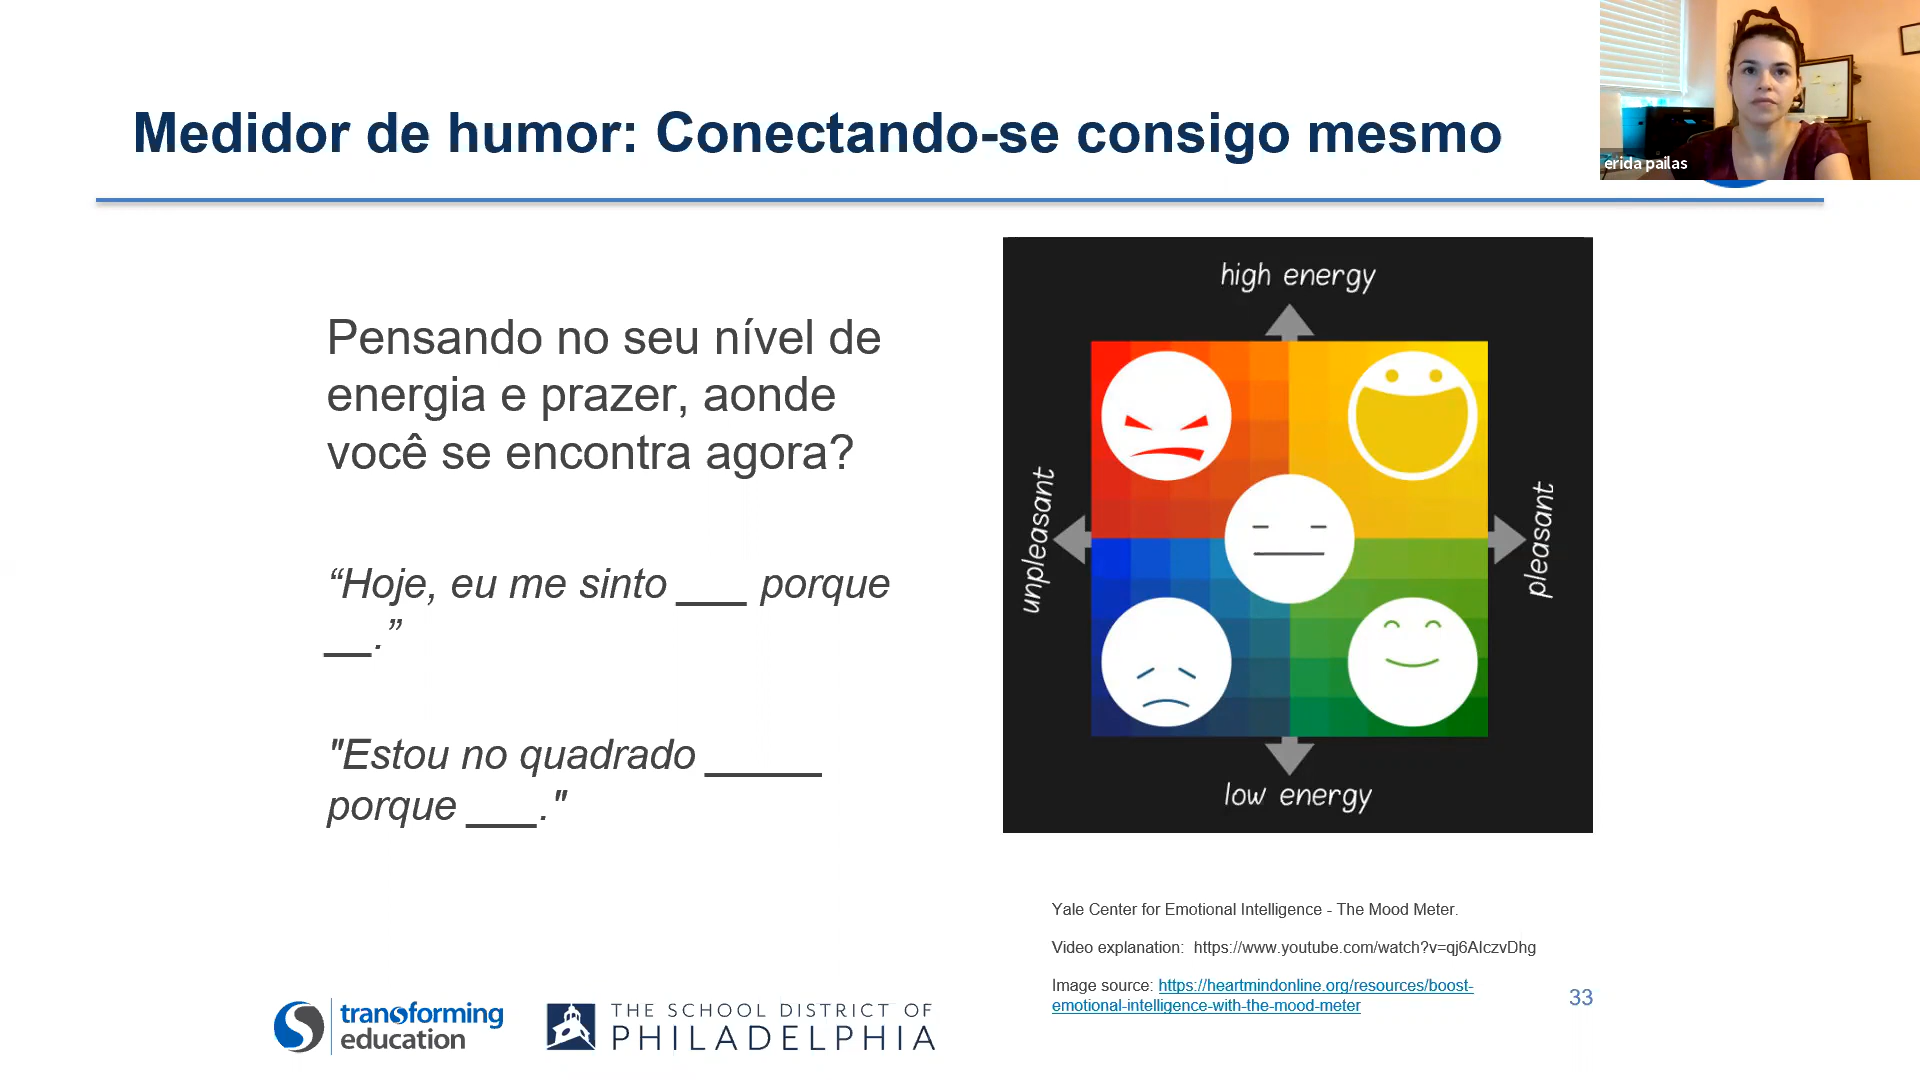 Medidor de humor: Conectando-se consigo mesmo
erida pailas
Pensando no seu nível de
energia e prazer, aonde
você se encontra agora?
“Hoje, eu me sinto ___ porque
__.”
"Estou no quadrado _____
porque ___."
high energy
unpleasant
pleasant
low energy
Yale Center for Emotional Intelligence - The Mood Meter.
Video explanation: https://www.youtube.com/watch?v=qj6AlczvDhg
Image source: https://heartmindonline.org/resources/boost-
emotional-intelligence-with-the-mood-meter
33
transforming
education
THE SCHOOL DISTRICT OF
PHILADELPHIA